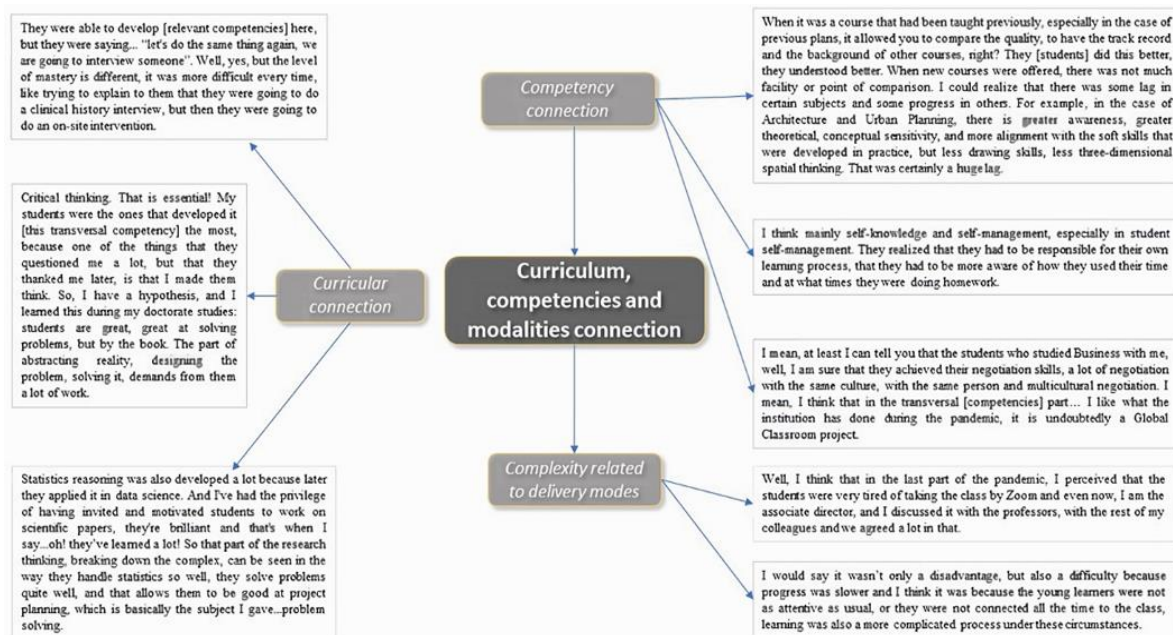 They were able to develop [relevant competencies] here,
but they were saying... "let's do the same thing again, we
are going to interview someone". Well, yes, but the level
of mastery is different, it was more difficult every time,
like trying to explain to them that they were going to do
a clinical history interview, but then they were going to
do an on-site intervention.
Critical thinking. That is essential! My
students were the ones that developed it
[this transversal competency] the most,
because one of the things that they
questioned me a lot, but that they
thanked me later, is that I made them
think. So, I have a hypothesis, and I
learned this during my doctorate studies:
students are great, great at solving
problems, but by the book. The part of
abstracting reality, designing the
problem, solving it, demands from them
a lot of work.
Statistics reasoning was also developed a lot because later
they applied it in data science. And I've had the privilege
of having invited and motivated students to work on
scientific papers, they're brilliant and that's when I
say...oh! they've learned a lot! So that part of the research
thinking, breaking down the complex, can be seen in the
way they handle statistics so well, they solve problems
quite well, and that allows them to be good at project
planning, which is basically the subject I gave...problem
solving.
Curricular
connection
Competency
connection
Curriculum,
competencies and
modalities connection
Complexity related
to delivery modes
When it was a course that had been taught previously, especially in the case of
previous plans, it allowed you to compare the quality, to have the track record
and the background of other courses, right? They [students] did this better,
they understood better. When new courses were offered, there was not much
facility or point of comparison. I could realize that there was some lag in
certain subjects and some progress in others. For example, in the case of
Architecture and Urban Planning, there is greater awareness, greater
theoretical, conceptual sensitivity, and more alignment with the soft skills that
were developed in practice, but less drawing skills, less three-dimensional
spatial thinking. That was certainly a huge lag.
I think mainly self-knowledge and self-management, especially in student
self-management. They realized that they had to be responsible for their own
learning process, that they had to be more aware of how they used their time
and at what times they were doing homework.
I mean, at least I can tell you that the students who studied Business with me,
well, I am sure that they achieved their negotiation skills, a lot of negotiation
with the same culture, with the same person and multicultural negotiation. I
mean, I think that in the transversal [competencies] part... I like what the
institution has done during the pandemic, it is undoubtedly a Global
Classroom project.
Well, I think that in the last part of the pandemic, I perceived that the
students were very tired of taking the class by Zoom and even now, I am the
associate director, and I discussed it with the professors, with the rest of my
colleagues and we agreed a lot in that.
I would say it wasn't only a disadvantage, but also a difficulty because
progress was slower and I think it was because the young learners were not
as attentive as usual, or they were not connected all the time to the class,
learning was also a more complicated process under these circumstances.